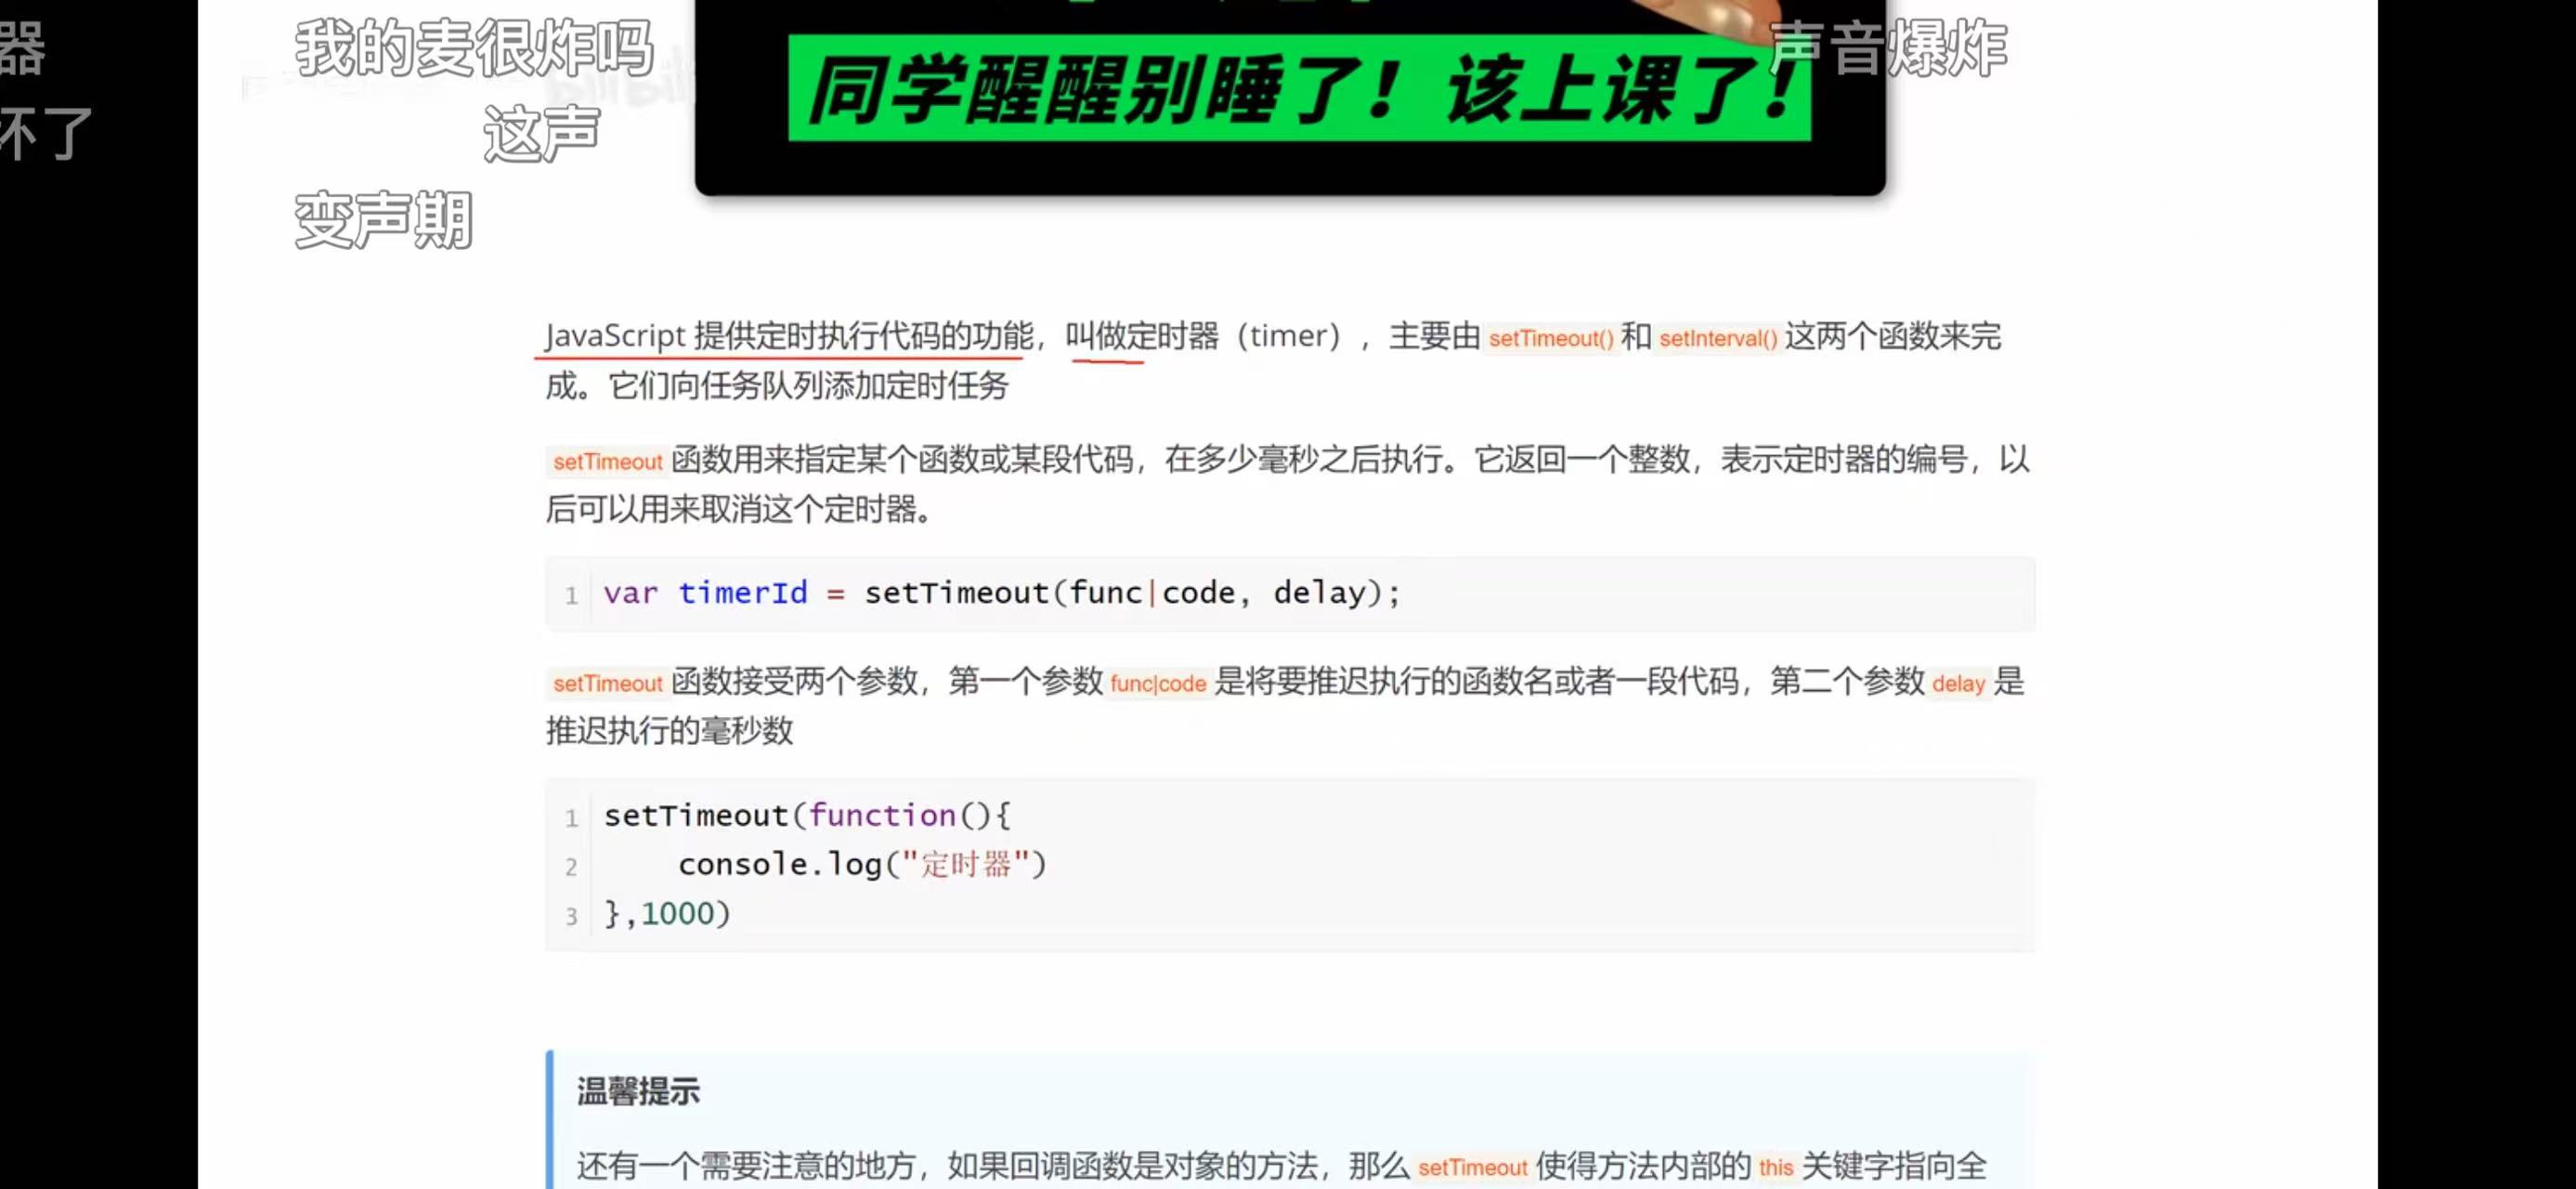 器
我的麦很炸吗
声音爆炸
同学醒醒别睡了！该上课了！
坏了
这声
变声期
JavaScript 提供定时执行代码的功能，叫做定时器（timer），主要由 setTimeout() 和 setInterval() 这两个函数来完
成。它们向任务队列添加定时任务
setTimeout 函数用来指定某个函数或某段代码，在多少毫秒之后执行。它返回一个整数，表示定时器的编号，以
后可以用来取消这个定时器。
1 var timerId = setTimeout(func|code, delay);
setTimeout 函数接受两个参数，第一个参数 func|code 是将要推迟执行的函数名或者一段代码，第二个参数 delay 是
推迟执行的毫秒数
1 setTimeout(function(){
2     console.log("定时器")
3 },1000)
温馨提示
还有一个需要注意的地方，如果回调函数是对象的方法，那么 setTimeout 使得方法内部的 this 关键字指向全